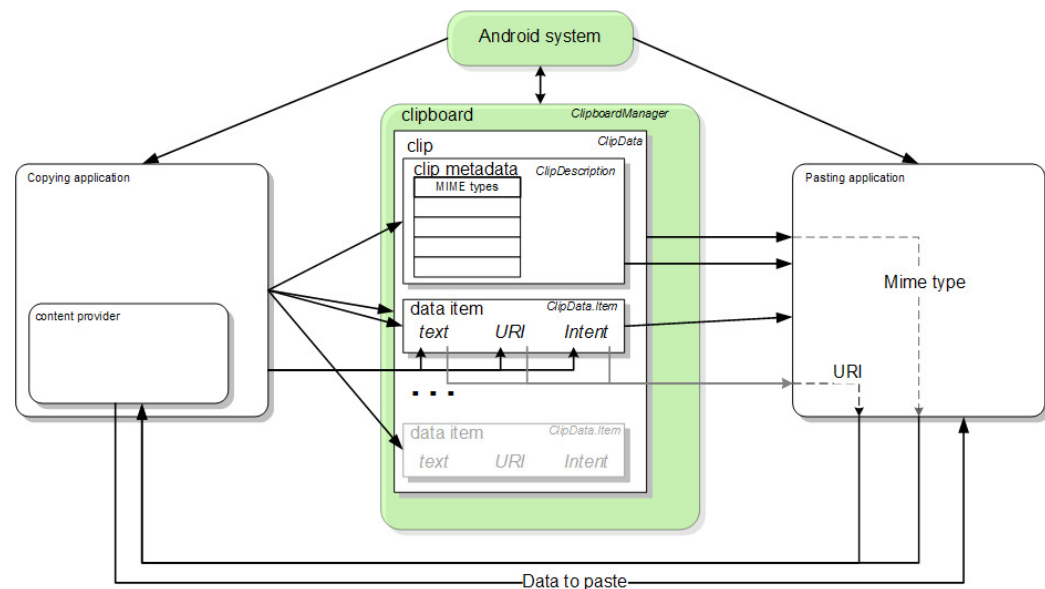 Android system
clipboard
ClipboardManager
clip
ClipData
clip metadata
ClipDescription
MIME types
Copying application
content provider
Pasting application
Mime type
URI
data item
ClipData.Item
text URI Intent
. . .
data item
ClipData.Item
text URI Intent
Data to paste